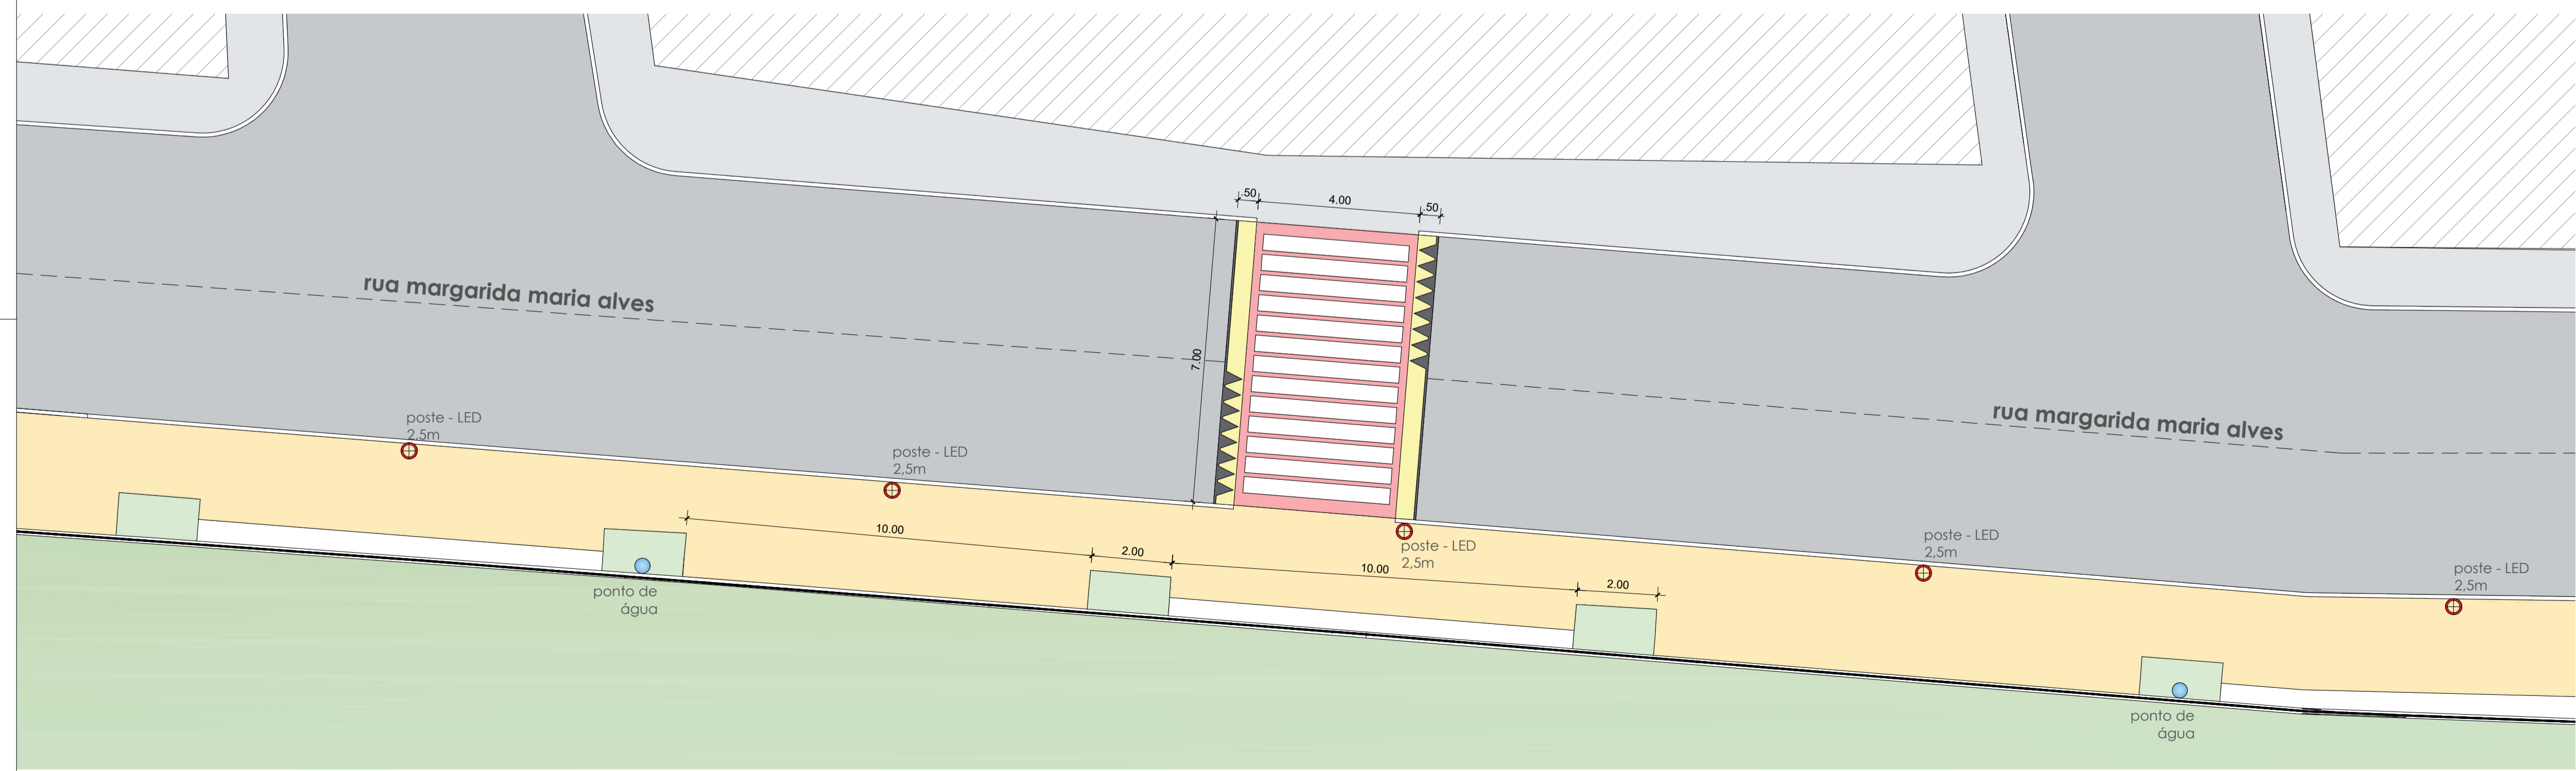 .50
4.00
.50
rua margarida maria alves
7.00
rua margarida maria alves
poste - LED
2,5m
poste - LED
2,5m
10.00
2.00
10.00
poste - LED
2,5m
2.00
poste - LED
2,5m
poste - LED
2,5m
ponto de
água
ponto de
água